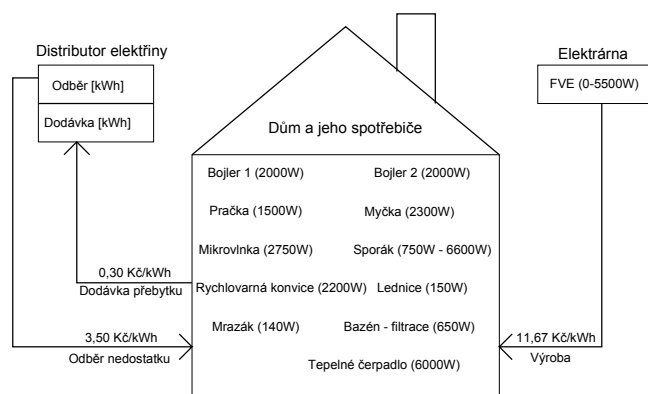 Distributor elektřiny
Odběr [kWh]
Dodávka [kWh]
Elektrárna
FVE (0-5500W)
Dům a jeho spotřebiče
Bojler 1 (2000W)
Bojler 2 (2000W)
Pračka (1500W)
Myčka (2300W)
Mikrovlnka (2750W)
Sporák (750W - 6600W)
0,30 Kč/kWh
Dodávka přebytku
Rychlovarná konvice (2200W)
Lednice (150W)
Mrazák (140W)
Bazén - filtrace (650W)
3,50 Kč/kWh
Odběr nedostatku
11,67 Kč/kWh
Výroba
Tepelné čerpadlo (6000W)